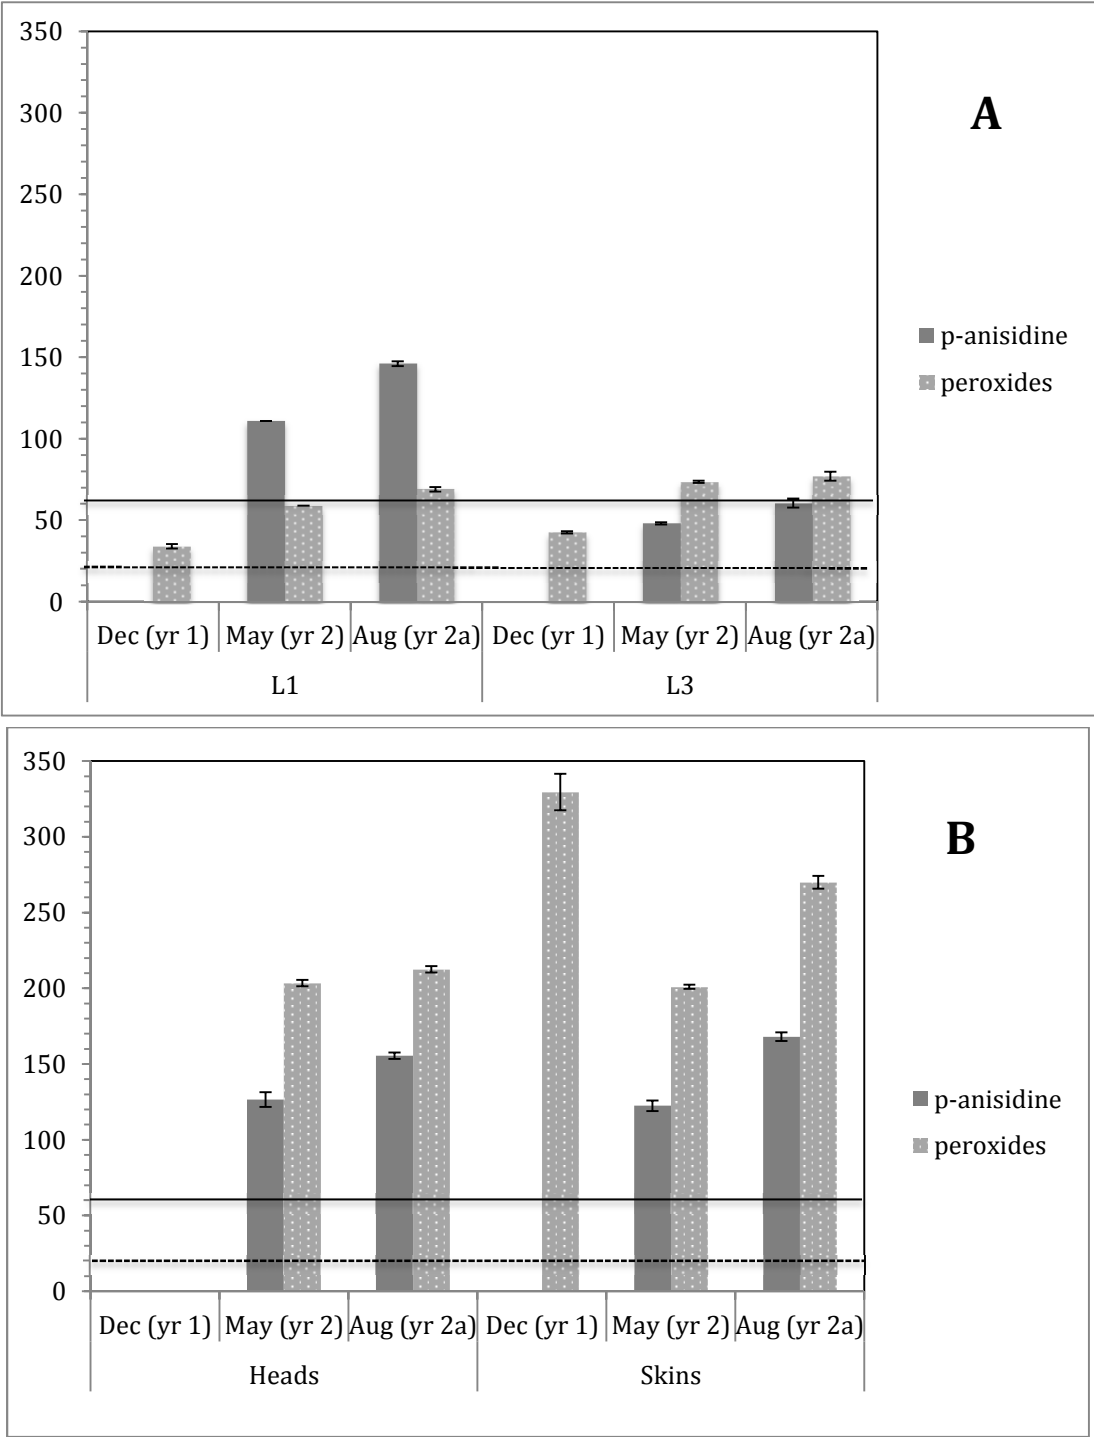 350
300
250
200
150
100
50
0
A
p-anisidine
peroxides
Dec (yr 1) May (yr 2) Aug (yr 2a) Dec (yr 1) May (yr 2) Aug (yr 2a)
L1 L3
350
300
250
200
150
100
50
0
B
p-anisidine
peroxides
Dec (yr 1) May (yr 2) Aug (yr 2a) Dec (yr 1) May (yr 2) Aug (yr 2a)
Heads Skins